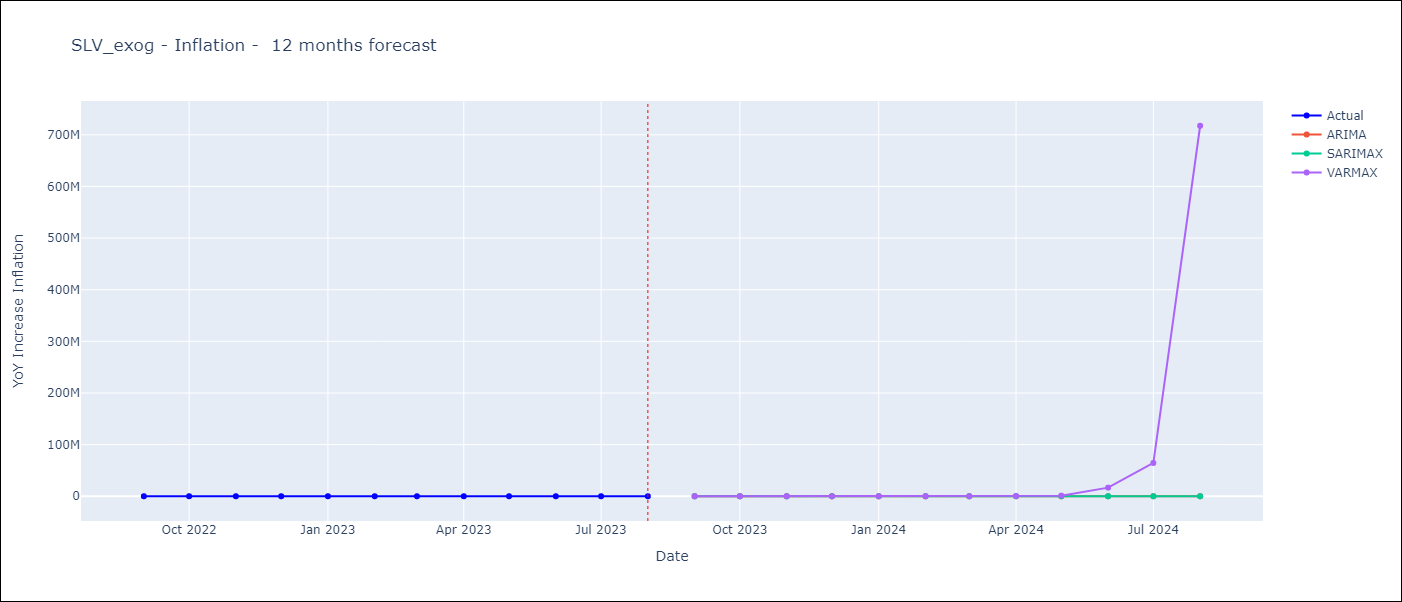 SLV_exog - Inflation -  12 months forecast
Actual
ARIMA
SARIMAX
VARMAX
YoY Increase Inflation
700M
600M
500M
400M
300M
200M
100M
0
Oct 2022
Jan 2023
Apr 2023
Jul 2023
Oct 2023
Jan 2024
Apr 2024
Jul 2024
Date